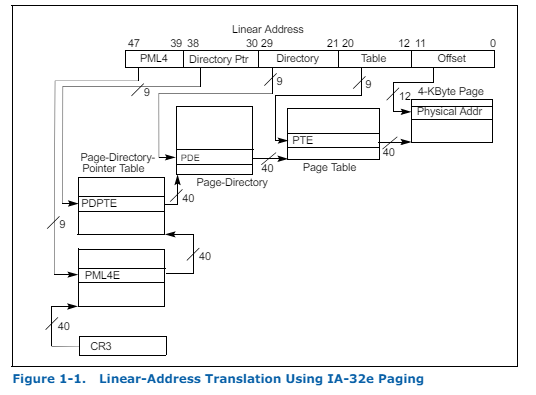 Linear Address
47 39 38 30 29 21 20 12 11 0
PML4 Directory Ptr Directory Table Offset
9
9
9
12
4-KByte Page
Physical Addr
PTE
40
Page Table
PDE
40
Page-Directory
Page-Directory-
Pointer Table
PDPTE
40
9
PML4E
40
40
CR3
Figure 1-1. Linear-Address Translation Using IA-32e Paging